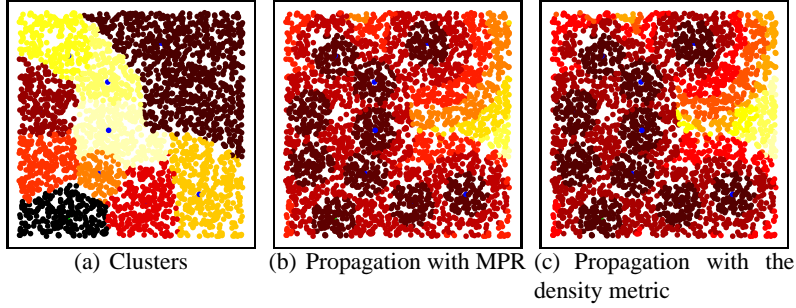 (a) Clusters
(b) Propagation with MPR
(c) Propagation with the
density metric